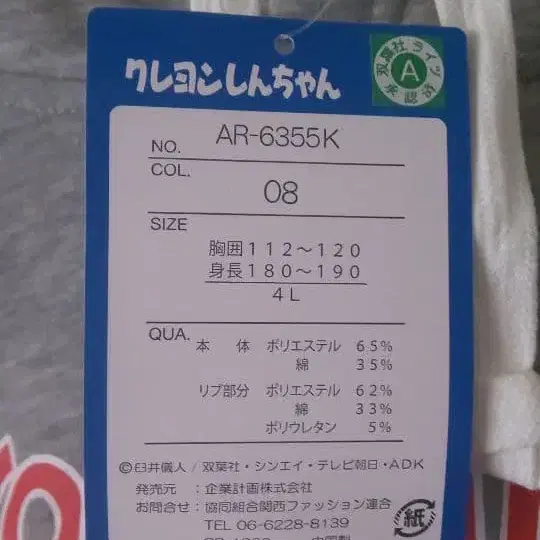 クレヨンしんちゃん
双葉社ライツ
A
承認済
NO. AR-6355K
COL.
08
SIZE
胸囲112〜120
身長180〜190
4L
QUA.
本 体 ポリエステル 65%
綿 35%
リブ部分 ポリエステル 62%
綿 33%
ポリウレタン 5%
©臼井儀人／双葉社・シンエイ・テレビ朝日・ADK
発売元 ： 企業計画株式会社
お問合せ ： 協同組合関西ファッション連合
TEL 06-6228-8139
中国製
紙